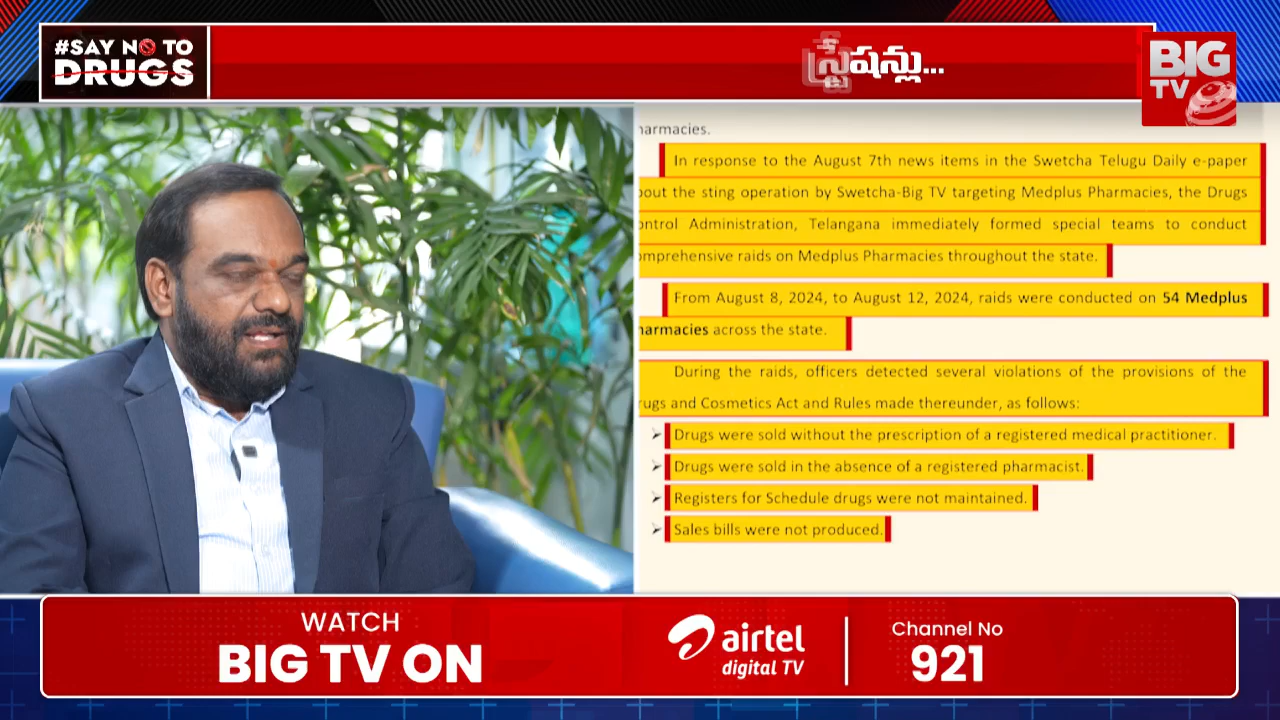 #SAY NO TO
DRUGS
స్ట్రేషన్లు...
BIG
TV
harmacies.
In response to the August 7th news items in the Swetcha Telugu Daily e-paper
bout the sting operation by Swetcha-Big TV targeting Medplus Pharmacies, the Drugs
ontrol Administration, Telangana immediately formed special teams to conduct
omprehensive raids on Medplus Pharmacies throughout the state.
From August 8, 2024, to August 12, 2024, raids were conducted on 54 Medplus
harmacies across the state.
During the raids, officers detected several violations of the provisions of the
rugs and Cosmetics Act and Rules made thereunder, as follows:
➤ Drugs were sold without the prescription of a registered medical practitioner.
➤ Drugs were sold in the absence of a registered pharmacist.
➤ Registers for Schedule drugs were not maintained.
➤ Sales bills were not produced.
WATCH
BIG TV ON
airtel
digital TV
Channel No
921